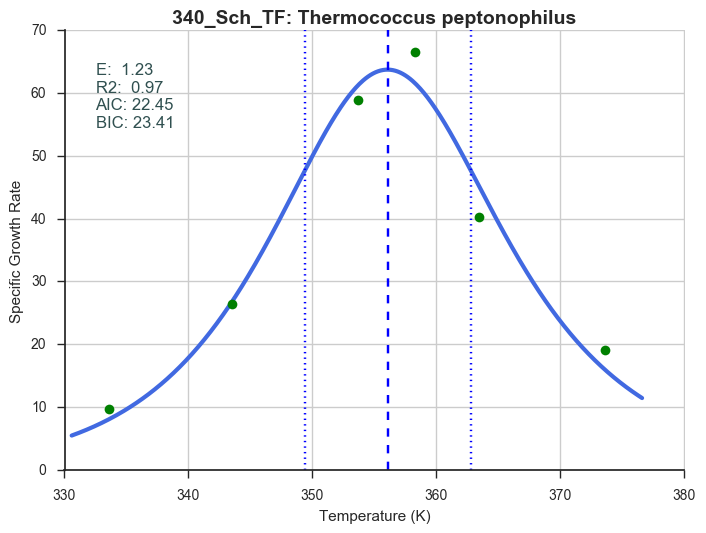 340_Sch_TF: Thermococcus peptonophilus
70
60
50
40
30
20
10
0
E:  1.23
R2:  0.97
AIC: 22.45
BIC: 23.41
Specific Growth Rate
330 340 350 360 370 380
Temperature (K)